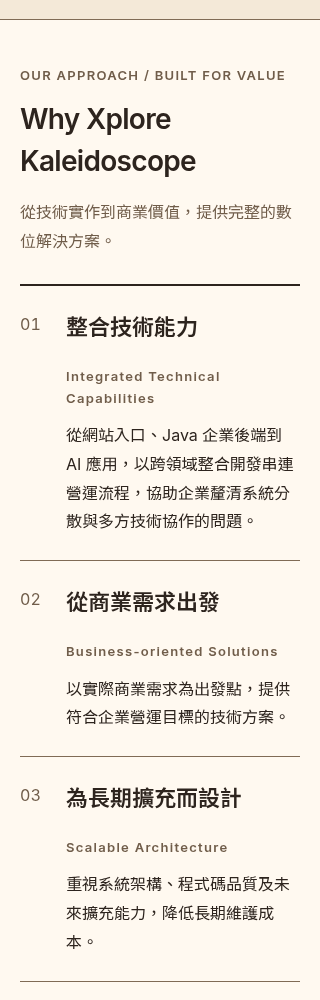 OUR APPROACH / BUILT FOR VALUE
Why Xplore
Kaleidoscope
從技術實作到商業價值，提供完整的數
位解決方案。
01
整合技術能力
Integrated Technical
Capabilities
從網站入口、Java 企業後端到
AI 應用，以跨領域整合開發串連
營運流程，協助企業釐清系統分
散與多方技術協作的問題。
02
從商業需求出發
Business-oriented Solutions
以實際商業需求為出發點，提供
符合企業營運目標的技術方案。
03
為長期擴充而設計
Scalable Architecture
重視系統架構、程式碼品質及未
來擴充能力，降低長期維護成
本。